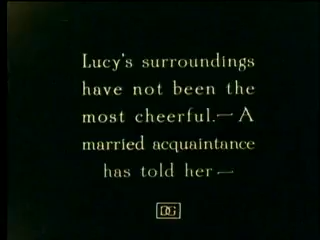 Lucy's surroundings
have not been the
most cheerful.— A
married acquaintance
has told her—
DG